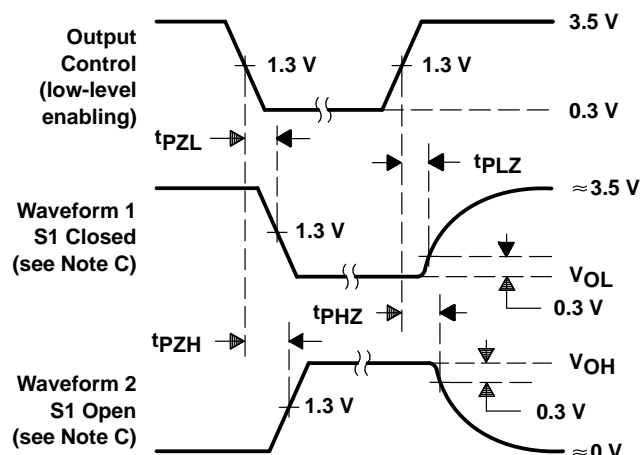 Output
Control
(low-level
enabling)
1.3 V
1.3 V
3.5 V
0.3 V
tPZL
tPLZ
Waveform 1
S1 Closed
(see Note C)
1.3 V
≈3.5 V
VOL
0.3 V
tPHZ
tPZH
Waveform 2
S1 Open
(see Note C)
1.3 V
VOH
0.3 V
≈0 V